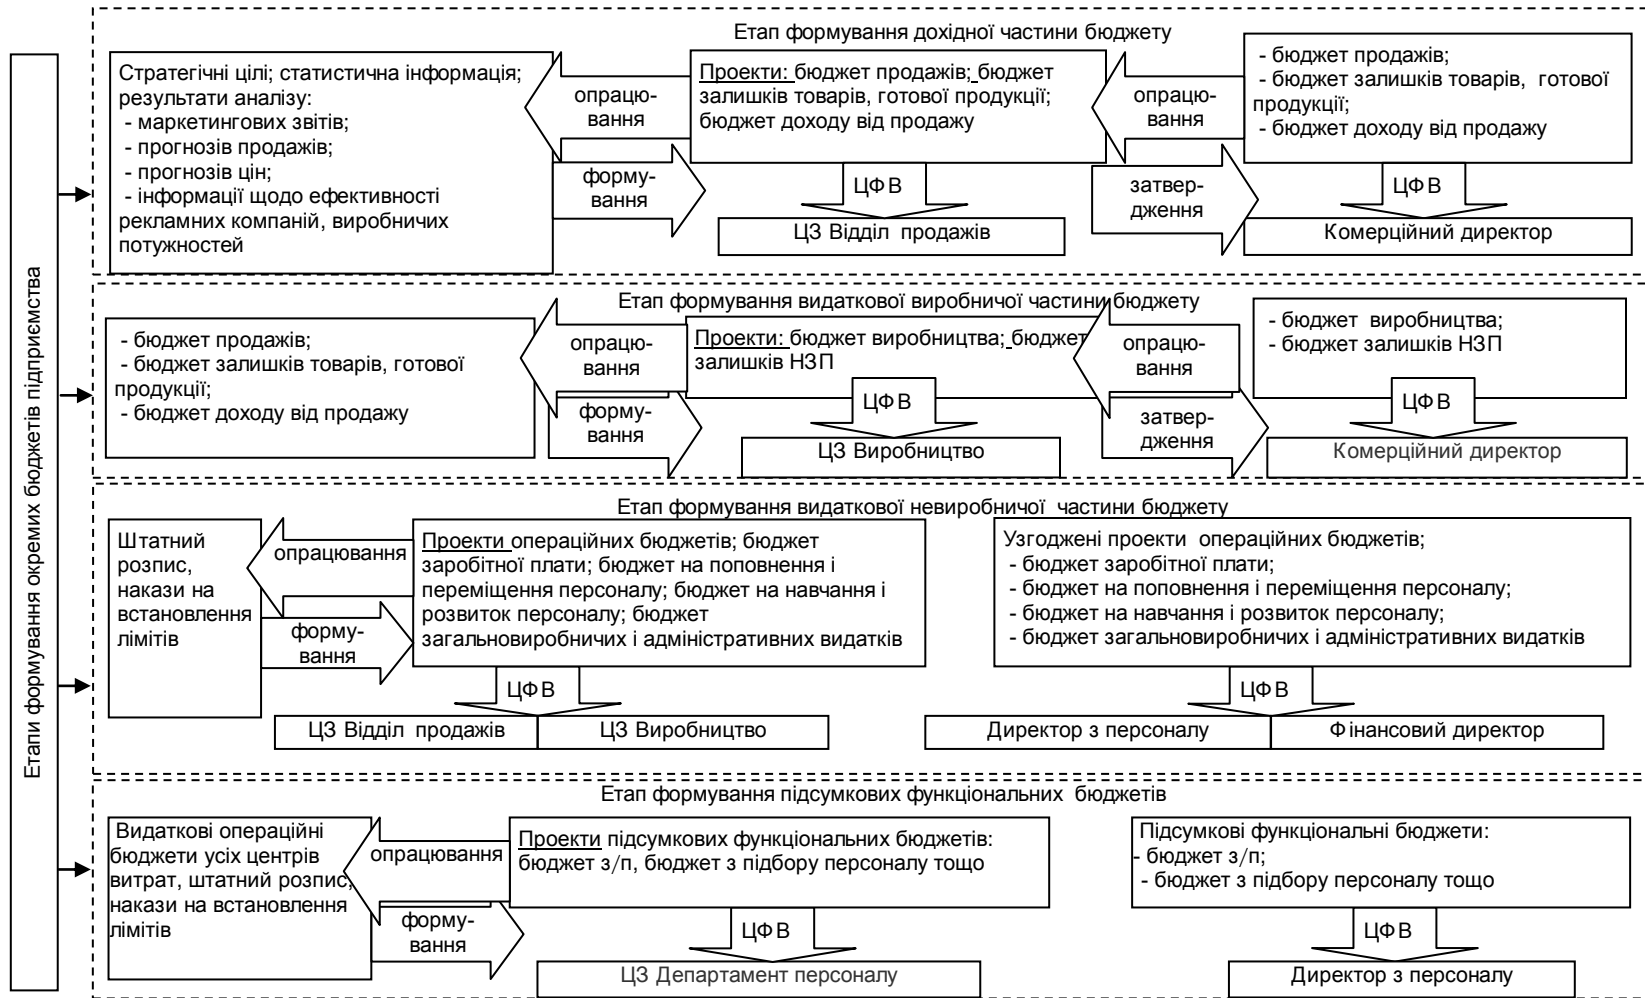 Етапи формування окремих бюджетів підприємства
Етап формування дохідної частини бюджету
Стратегічні цілі; статистична інформація;
результати аналізу:
- маркетингових звітів;
- прогнозів продажів;
- прогнозів цін;
- інформації щодо ефективності
рекламних компаній, виробничих
потужностей
опрацю-
вання
форму-
вання
Проекти: бюджет продажів; бюджет
залишків товарів, готової продукції;
бюджет доходу від продажу
ЦФВ
ЦЗ Відділ продажів
опрацю-
вання
затвер-
дження
- бюджет продажів;
- бюджет залишків товарів, готової
продукції;
- бюджет доходу від продажу
ЦФВ
Комерційний директор
Етап формування видаткової виробничої частини бюджету
- бюджет продажів;
- бюджет залишків товарів, готової
продукції;
- бюджет доходу від продажу
опрацю-
вання
форму-
вання
Проекти: бюджет виробництва; бюджет
залишків НЗП
ЦФВ
ЦЗ Виробництво
опрацю-
вання
затвер-
дження
- бюджет виробництва;
- бюджет залишків НЗП
ЦФВ
Комерційний директор
Етап формування видаткової невиробничої частини бюджету
Штатний
розпис,
накази на
встановлення
лімітів
опрацювання
форму-
вання
Проекти операційних бюджетів; бюджет
заробітної плати; бюджет на поповнення і
переміщення персоналу; бюджет на навчання і
розвиток персоналу; бюджет
загальновиробничих і адміністративних видатків
ЦФВ
ЦЗ Відділ продажів
ЦЗ Виробництво
Узгоджені проекти операційних бюджетів;
- бюджет заробітної плати;
- бюджет на поповнення і переміщення персоналу;
- бюджет на навчання і розвиток персоналу;
- бюджет загальновиробничих і адміністративних видатків
ЦФВ
Директор з персоналу
Фінансовий директор
Етап формування підсумкових функціональних бюджетів
Видаткові операційні
бюджети усіх центрів
витрат, штатний розпис,
накази на встановлення
лімітів
опрацювання
форму-
вання
Проекти підсумкових функціональних бюджетів:
бюджет з/п, бюджет з підбору персоналу тощо
ЦФВ
ЦЗ Департамент персоналу
Підсумкові функціональні бюджети:
- бюджет з/п;
- бюджет з підбору персоналу тощо
ЦФВ
Директор з персоналу